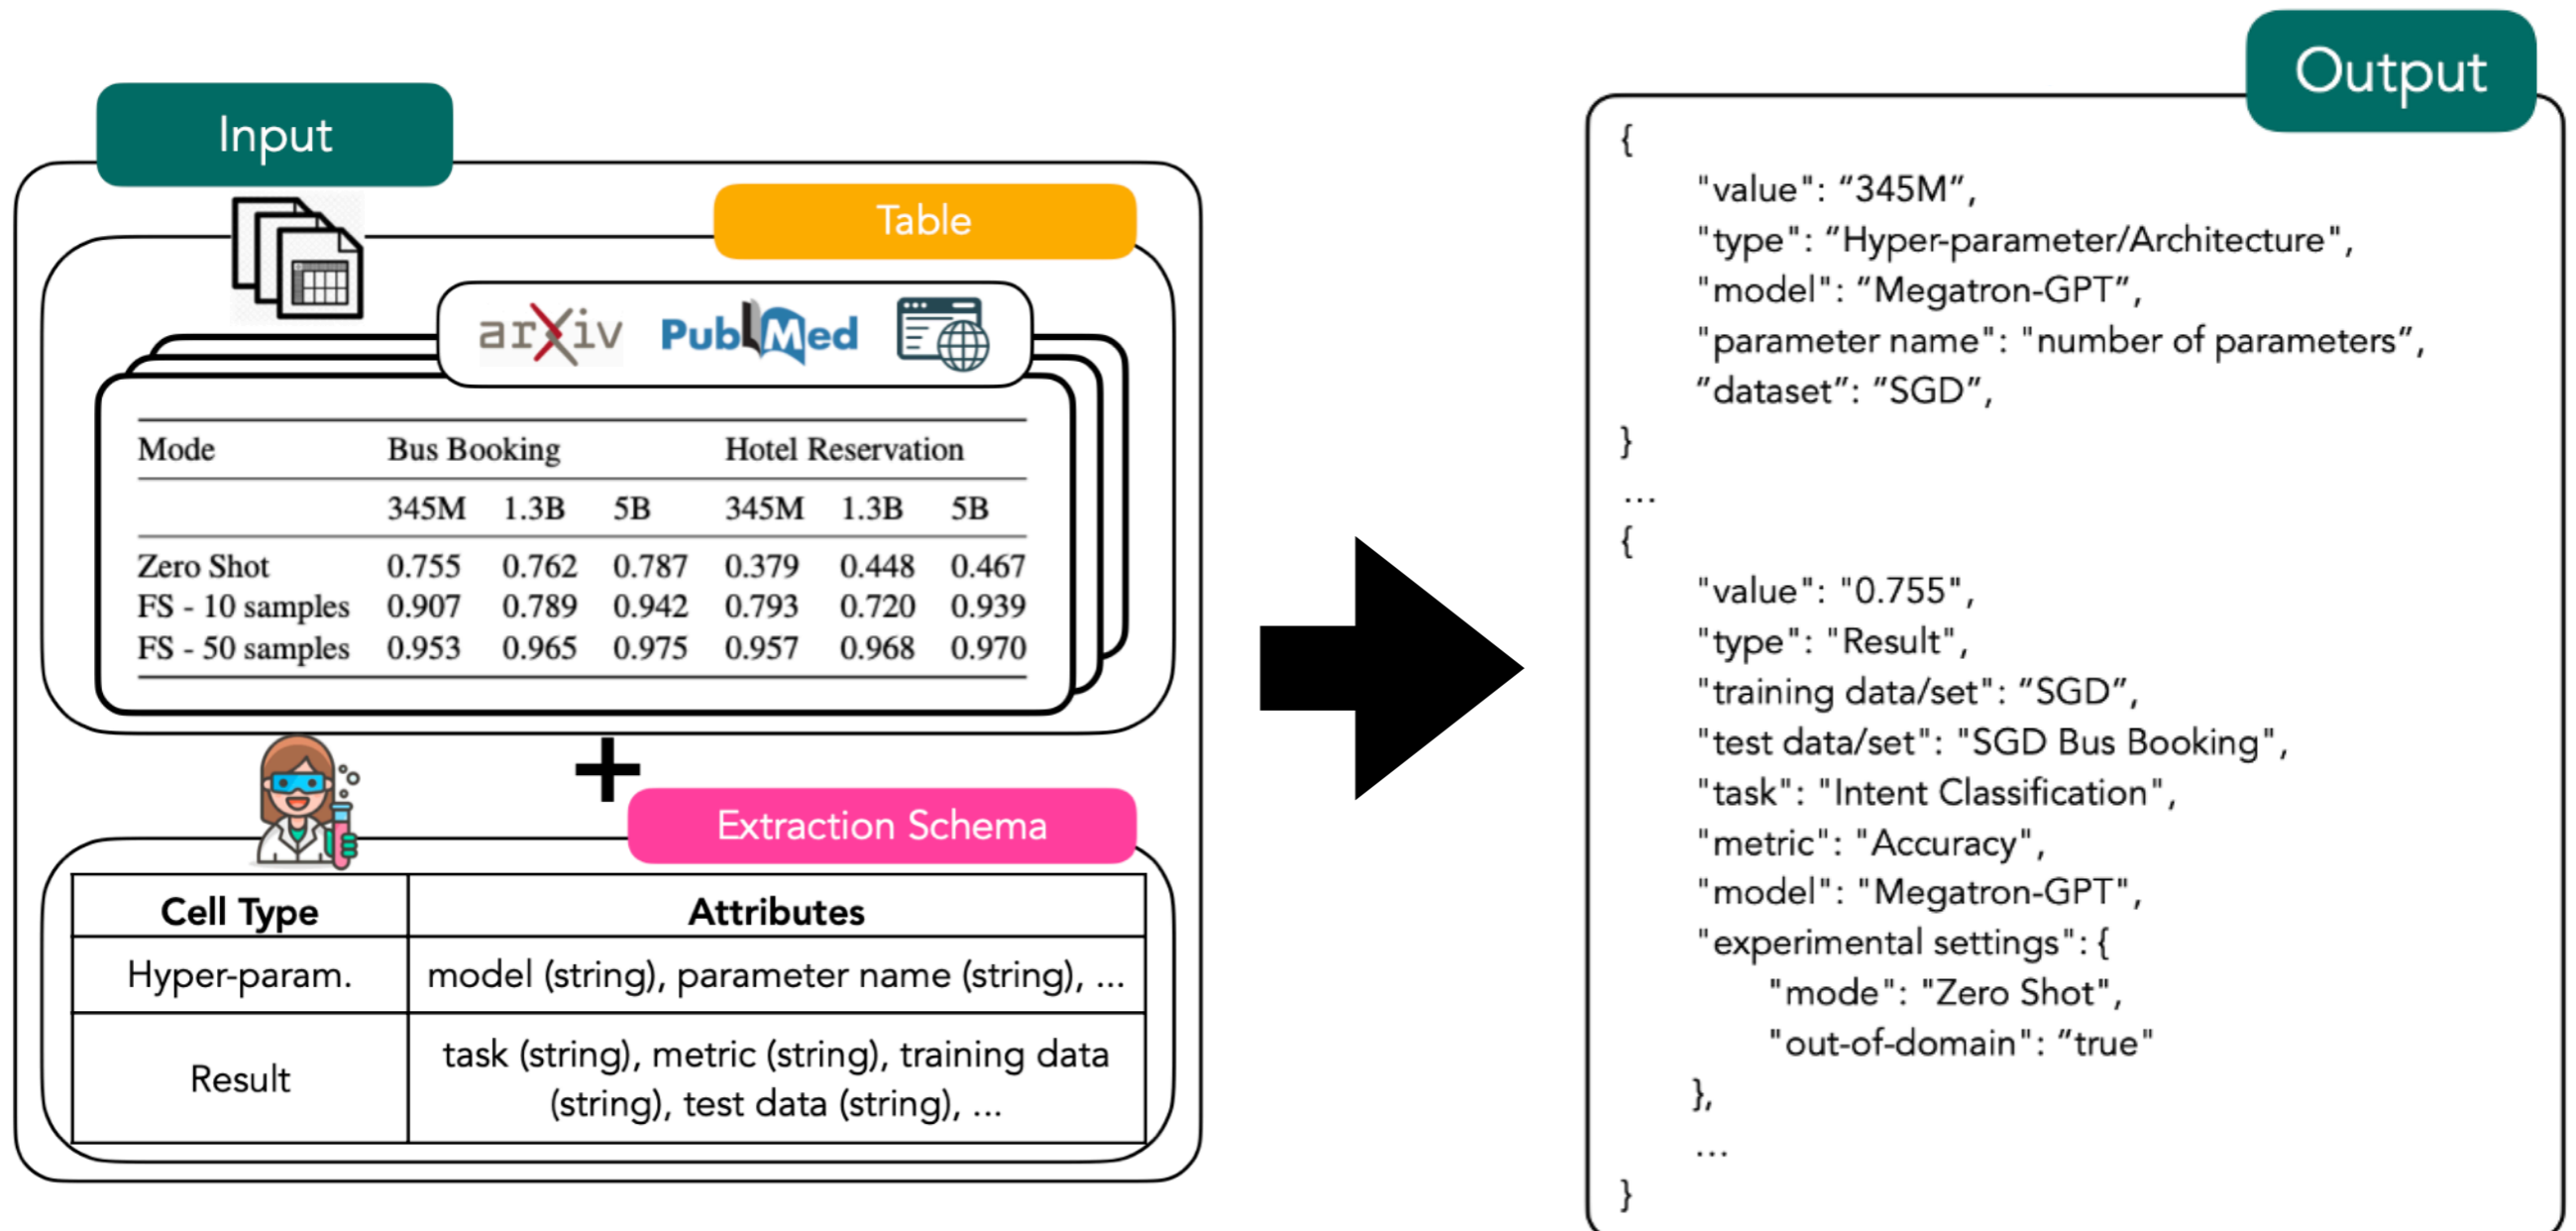 Input
Table
arXiv PubMed
Mode Bus Booking Hotel Reservation
345M 1.3B 5B 345M 1.3B 5B
Zero Shot 0.755 0.762 0.787 0.379 0.448 0.467
FS - 10 samples 0.907 0.789 0.942 0.793 0.720 0.939
FS - 50 samples 0.953 0.965 0.975 0.957 0.968 0.970
+
Extraction Schema
Cell Type Attributes
Hyper-param. model (string), parameter name (string), ...
Result task (string), metric (string), training data
(string), test data (string), ...
Output
{
"value": “345M”,
"type": “Hyper-parameter/Architecture",
"model": “Megatron-GPT”,
"parameter name": "number of parameters”,
”dataset”: “SGD”,
}
...
{
"value": "0.755",
"type": "Result",
"training data/set": “SGD”,
"test data/set": "SGD Bus Booking",
"task": "Intent Classification",
"metric": "Accuracy",
"model": "Megatron-GPT",
"experimental settings": {
"mode": "Zero Shot",
"out-of-domain": “true"
},
...
}